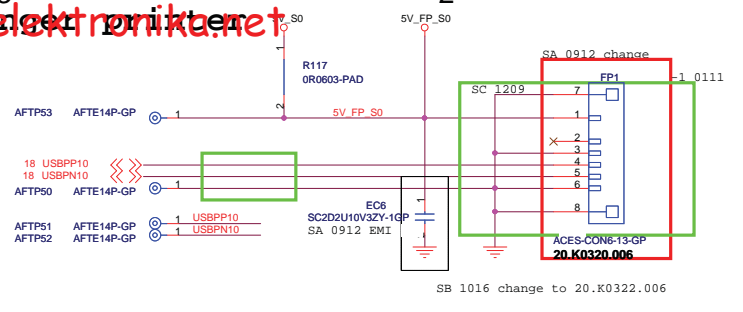 nger printer
elektronika.net
V_S0
5V_FP_S0
SA 0912 change
R117
0R0603-PAD
1
2
FP1
-1 0111
SC 1209
7
AFTP53 AFTE14P-GP 1
5V_FP_S0
1
2
3
18 USBPP10
4
18 USBPN10
5
AFTP50 AFTE14P-GP 1
6
EC6
1
SC2D2U10V3ZY-1GP
8
AFTP51 AFTE14P-GP 1 USBPP10
AFTP52 AFTE14P-GP 1 USBPN10
SA 0912 EMI
ACES-CON6-13-GP
20.K0320.006
SB 1016 change to 20.K0322.006